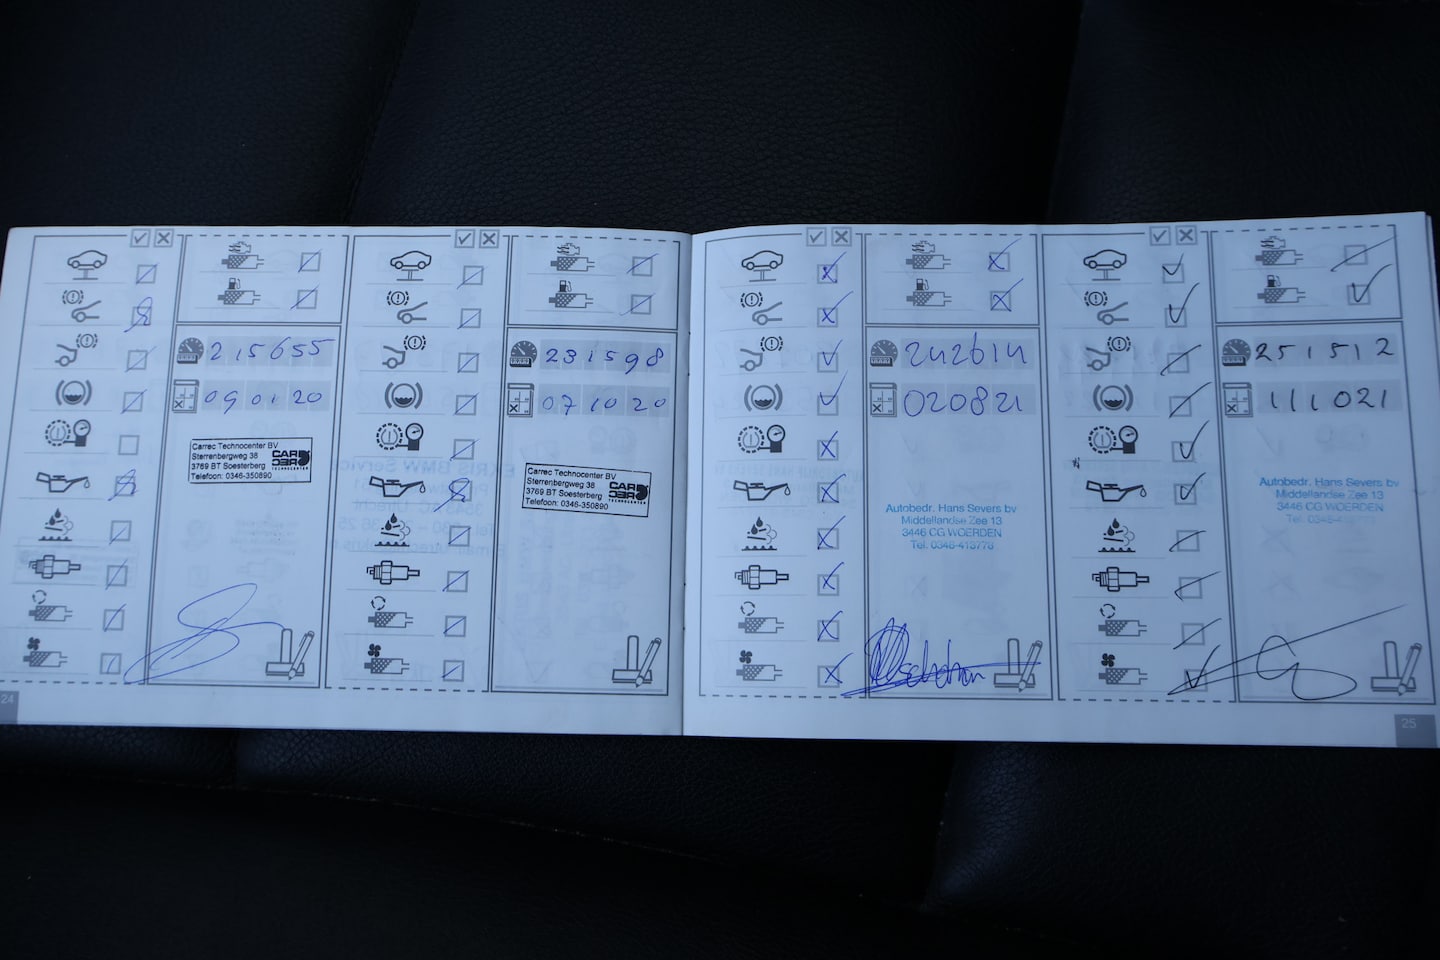 215655
090120
Carrec Technocenter BV
Sterrenbergweg 38
3769 BT Soesterberg
Telefoon: 0346-350890
CAR
REC
TECHNOCENTER
24
231598
071020
Carrec Technocenter BV
Sterrenbergweg 38
3769 BT Soesterberg
Telefoon: 0346-350890
CAR
REC
TECHNOCENTER
242614
020821
Autobedr. Hans Severs bv
Middellandse Zee 13
3446 CG WOERDEN
Tel. 0348-413778
251512
111021
Autobedr. Hans Severs bv
Middellandse Zee 13
3446 CG WOERDEN
25